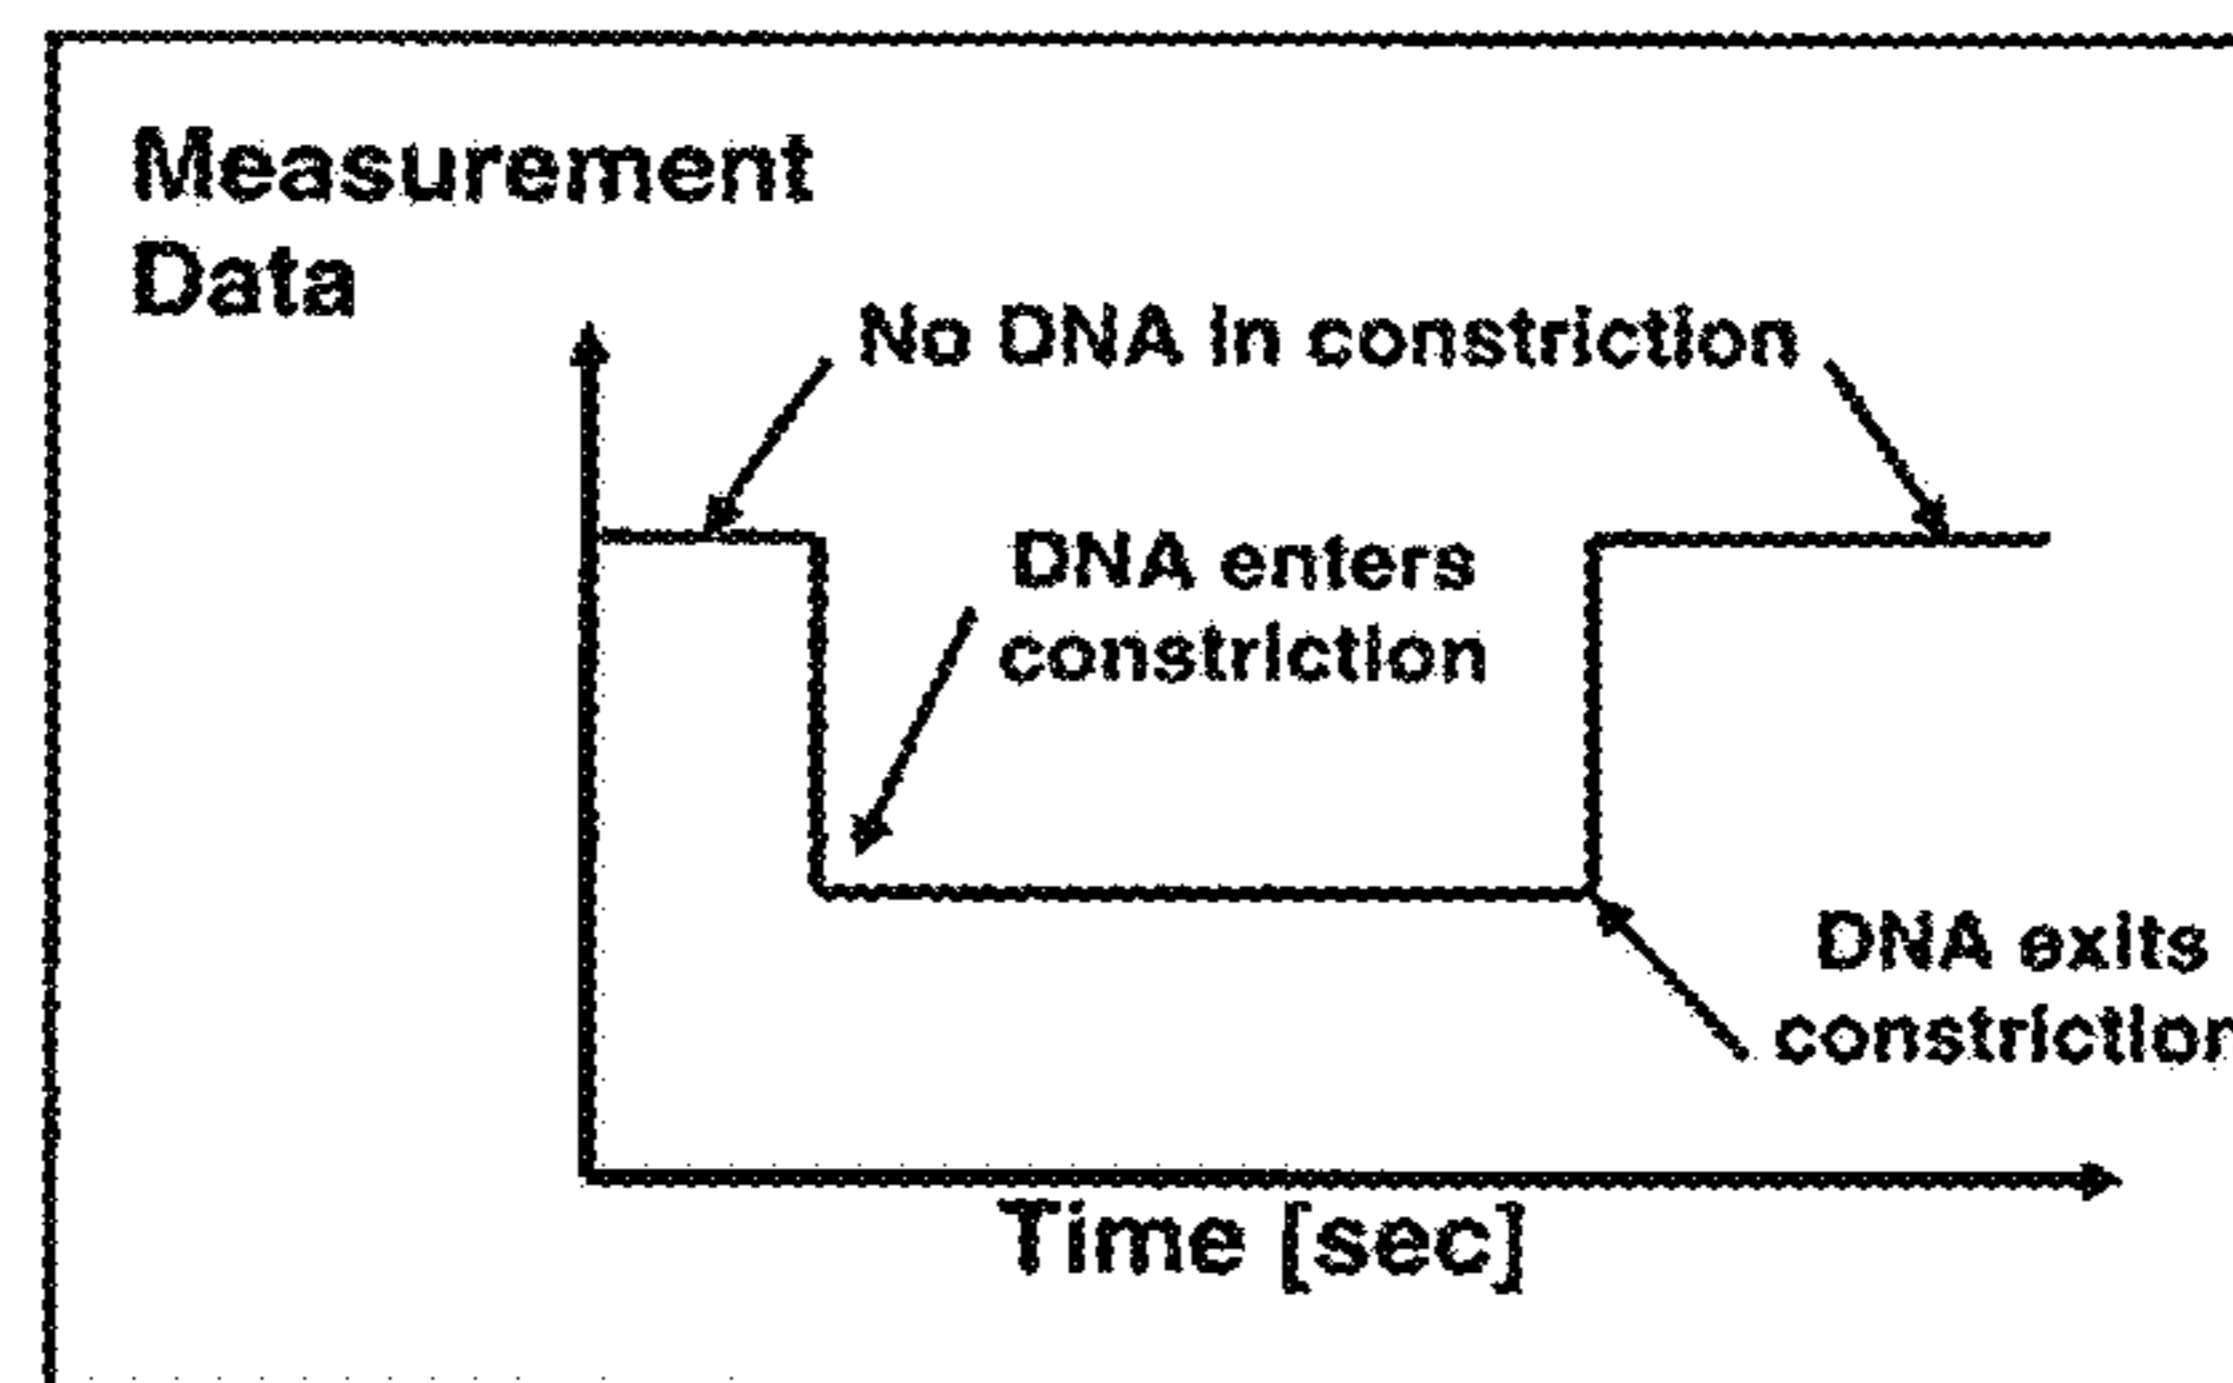 Measurement
Data
No DNA in constriction
DNA enters
constriction
DNA exits
constriction
Time [sec]